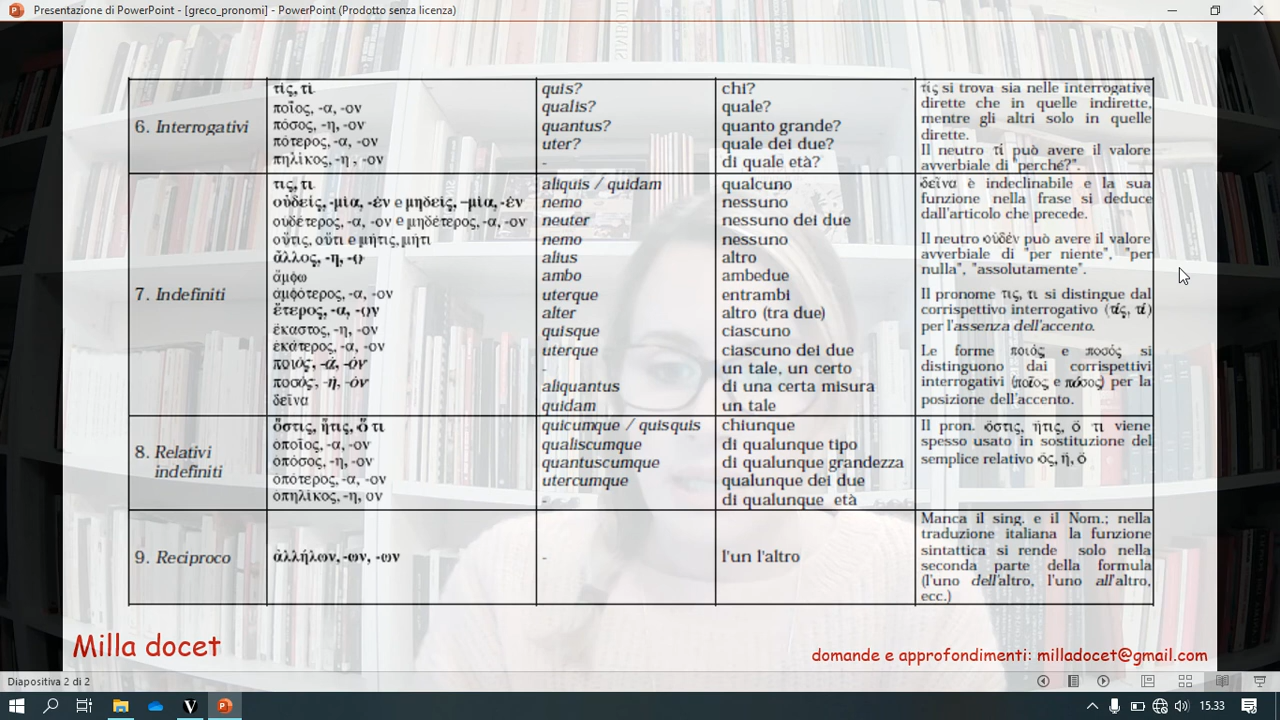 Presentazione di PowerPoint - [greco_pronomi] - PowerPoint (Prodotto senza licenza)
6. Interrogativi
τίς, τὶ
ποῖος, -α, -ον
πόσος, -η, -ον
πότερος, -α, -ον
πηλίκος, -η , -ον
quis?
qualis?
quantus?
uter?
-
chi?
quale?
quanto grande?
quale dei due?
di quale età?
τίς si trova sia nelle interrogative
dirette che in quelle indirette,
mentre gli altri solo in quelle
dirette.
Il neutro τί può avere il valore
avverbiale di "perché?".
7. Indefiniti
τις, τι
οὐδείς, -μία, -έν e μηδείς, –μία, -έν
οὐδέτερος, -α, -ον e μηδέτερος, -α, -ον
οὔτις, οὔτι e μήτις, μήτι
ἄλλος, -η, -ο
ἄμφω
ἀμφότερος, -α, -ον
ἕτερος, -α, -ον
ἕκαστος, -η, -ον
ἑκάτερος, -α, -ον
ποιός, -ά, -όν
ποσός, -ή, -όν
δεῖνα
aliquis / quidam
nemo
neuter
nemo
alius
ambo
uterque
alter
quisque
uterque
-
aliquantus
quidam
qualcuno
nessuno
nessuno dei due
nessuno
altro
ambedue
entrambi
altro (tra due)
ciascuno
ciascuno dei due
un tale, un certo
di una certa misura
un tale
δεῖνα è indeclinabile e la sua
funzione nella frase si deduce
dall'articolo che precede.
Il neutro οὐδέν può avere il valore
avverbiale di "per niente", "per
nulla", "assolutamente".
Il pronome τις, τι si distingue dal
corrispettivo interrogativo (τίς, τί)
per l'assenza dell'accento.
Le forme ποιός e ποσός si
distinguono dai corrispettivi
interrogativi (ποῖος e πόσος) per la
posizione dell'accento.
8. Relativi
indefiniti
ὅστις, ἥτις, ὅ τι
ὁποῖος, -α, -ον
ὁπόσος, -η, -ον
ὁπότερος, -α, -ον
ὁπηλίκος, -η, ον
quicumque / quisquis
qualiscumque
quantuscumque
utercumque
-
chiunque
di qualunque tipo
di qualunque grandezza
qualunque dei due
di qualunque età
Il pron. ὅστις, ἥτις, ὅ τι viene
spesso usato in sostituzione del
semplice relativo ὅς, ἥ, ὅ
9. Reciproco
ἀλλήλων, -ων, -ων
-
l'un l'altro
Manca il sing. e il Nom.; nella
traduzione italiana la funzione
sintattica si rende solo nella
seconda parte della formula
(l'uno dell'altro, l'uno all'altro,
ecc.)
Milla docet
domande e approfondimenti: milladocet@gmail.com
Diapositiva 2 di 2
15.33